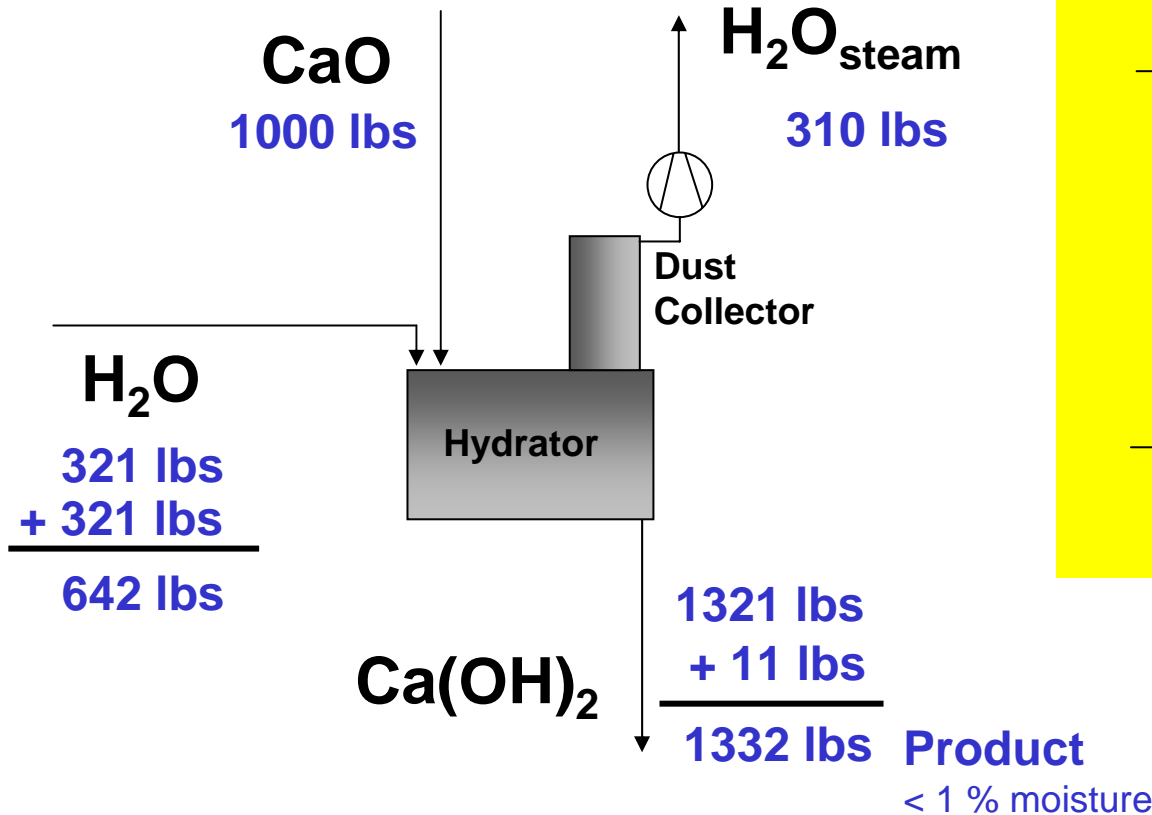 CaO
1000 lbs
H₂Osteam
310 lbs
Dust
Collector
H₂O
321 lbs
+ 321 lbs
642 lbs
Hydrator
Ca(OH)₂
1321 lbs
+ 11 lbs
1332 lbs
Product
< 1 % moisture